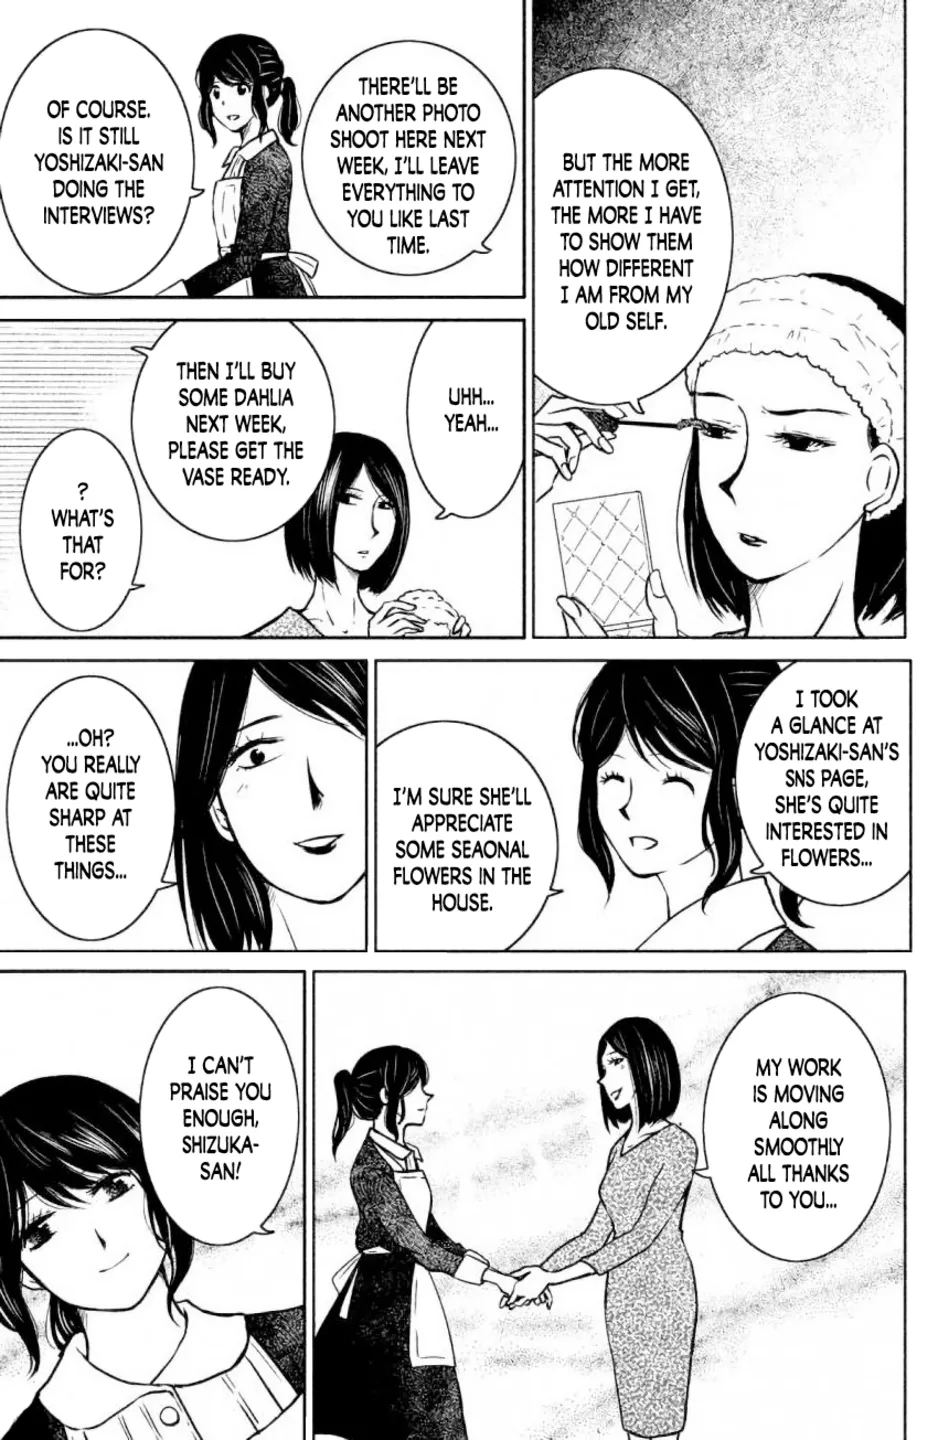 BUT THE MORE
ATTENTION I GET,
THE MORE I HAVE
TO SHOW THEM
HOW DIFFERENT
I AM FROM MY
OLD SELF.
THERE'LL BE
ANOTHER PHOTO
SHOOT HERE NEXT
WEEK, I'LL LEAVE
EVERYTHING TO
YOU LIKE LAST
TIME.
OF COURSE.
IS IT STILL
YOSHIZAKI-SAN
DOING THE
INTERVIEWS?
UHH...
YEAH...
THEN I'LL BUY
SOME DAHLIA
NEXT WEEK,
PLEASE GET THE
VASE READY.
?
WHAT'S
THAT
FOR?
I TOOK
A GLANCE AT
YOSHIZAKI-SAN'S
SNS PAGE,
SHE'S QUITE
INTERESTED IN
FLOWERS...
I'M SURE SHE'LL
APPRECIATE
SOME SEAONAL
FLOWERS IN THE
HOUSE.
...OH?
YOU REALLY
ARE QUITE
SHARP AT
THESE
THINGS...
MY WORK
IS MOVING
ALONG
SMOOTHLY
ALL THANKS
TO YOU...
I CAN'T
PRAISE YOU
ENOUGH,
SHIZUKA-
SAN!